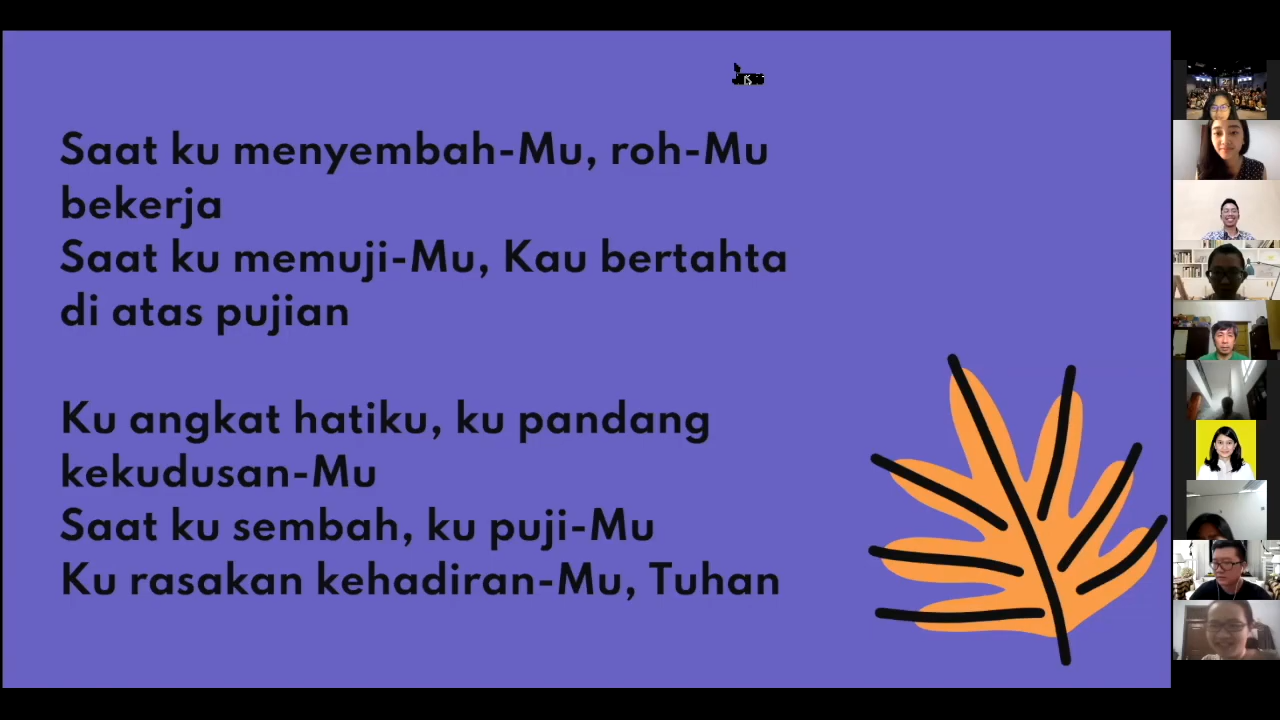 Saat ku menyembah-Mu, roh-Mu
bekerja
Saat ku memuji-Mu, Kau bertahta
di atas pujian
Ku angkat hatiku, ku pandang
kekudusan-Mu
Saat ku sembah, ku puji-Mu
Ku rasakan kehadiran-Mu, Tuhan